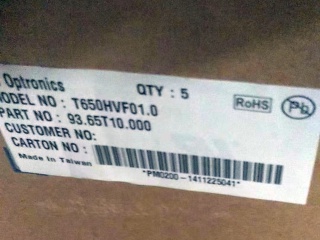 Optronics QTY : 5
MODEL NO : T650HVF01.0 RoHS Pb
PART NO : 93.65T10.000
CUSTOMER NO:
CARTON NO :
Made in Taiwan *PM0200-1411225041*